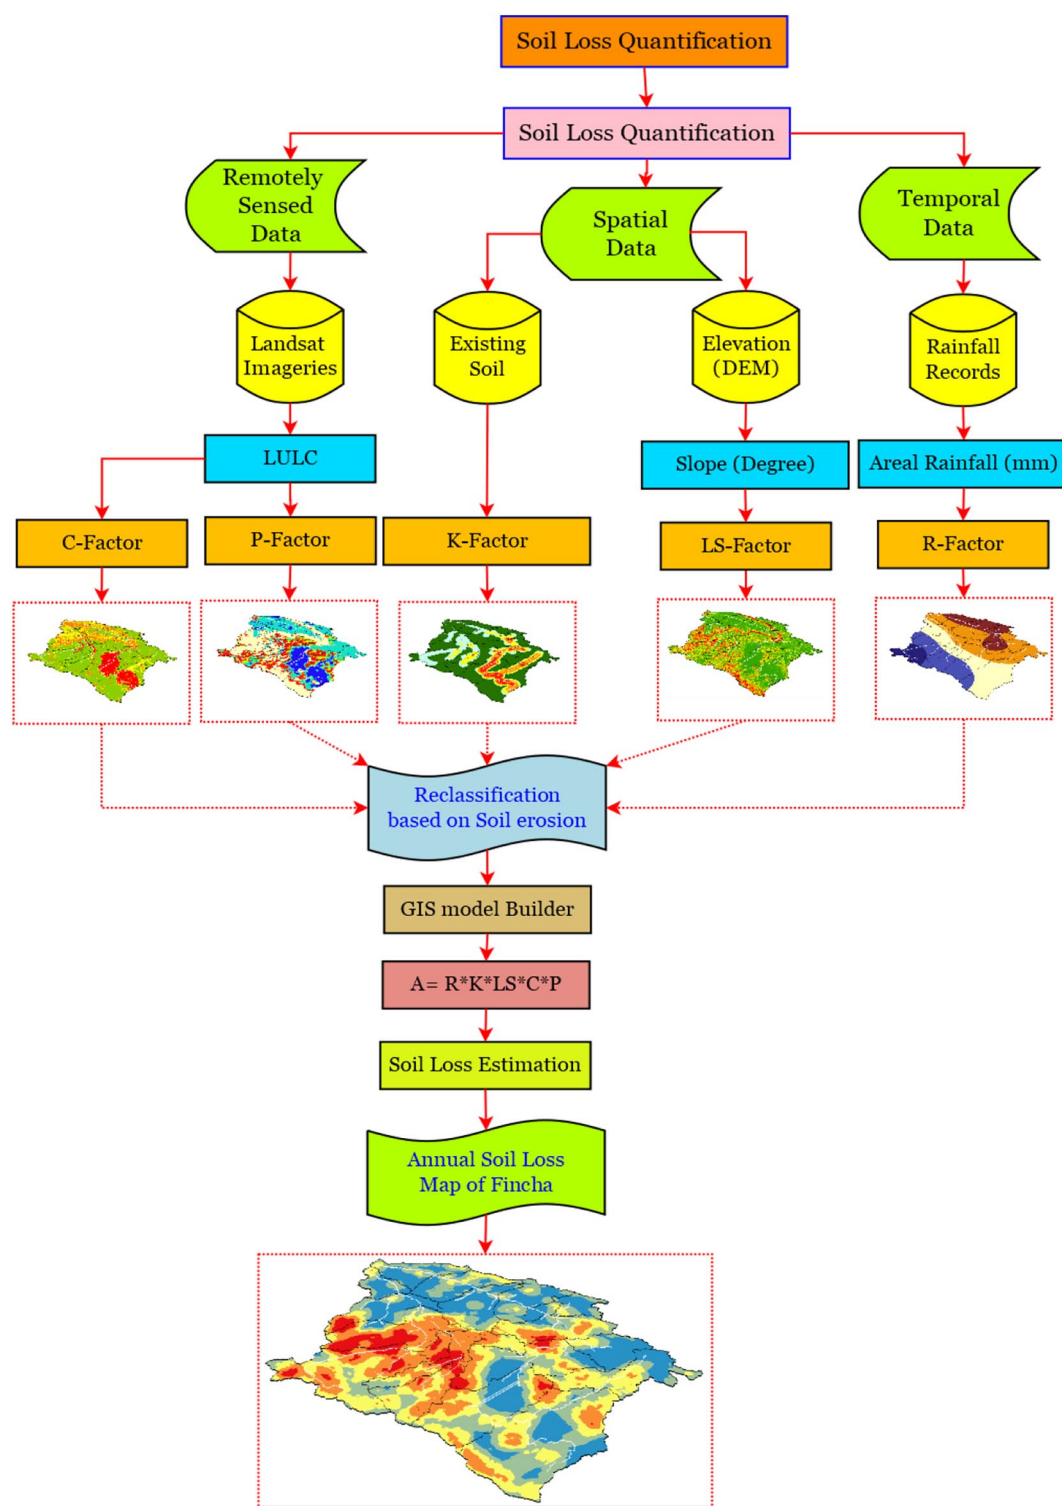 Soil Loss Quantification
Soil Loss Quantification
Remotely
Sensed
Data
Spatial
Data
Temporal
Data
Landsat
Imageries
Existing
Soil
Elevation
(DEM)
Rainfall
Records
LULC
Slope (Degree)
Areal Rainfall (mm)
C-Factor
P-Factor
K-Factor
LS-Factor
R-Factor
Reclassification
based on Soil erosion
GIS model Builder
A= R*K*LS*C*P
Soil Loss Estimation
Annual Soil Loss
Map of Fincha